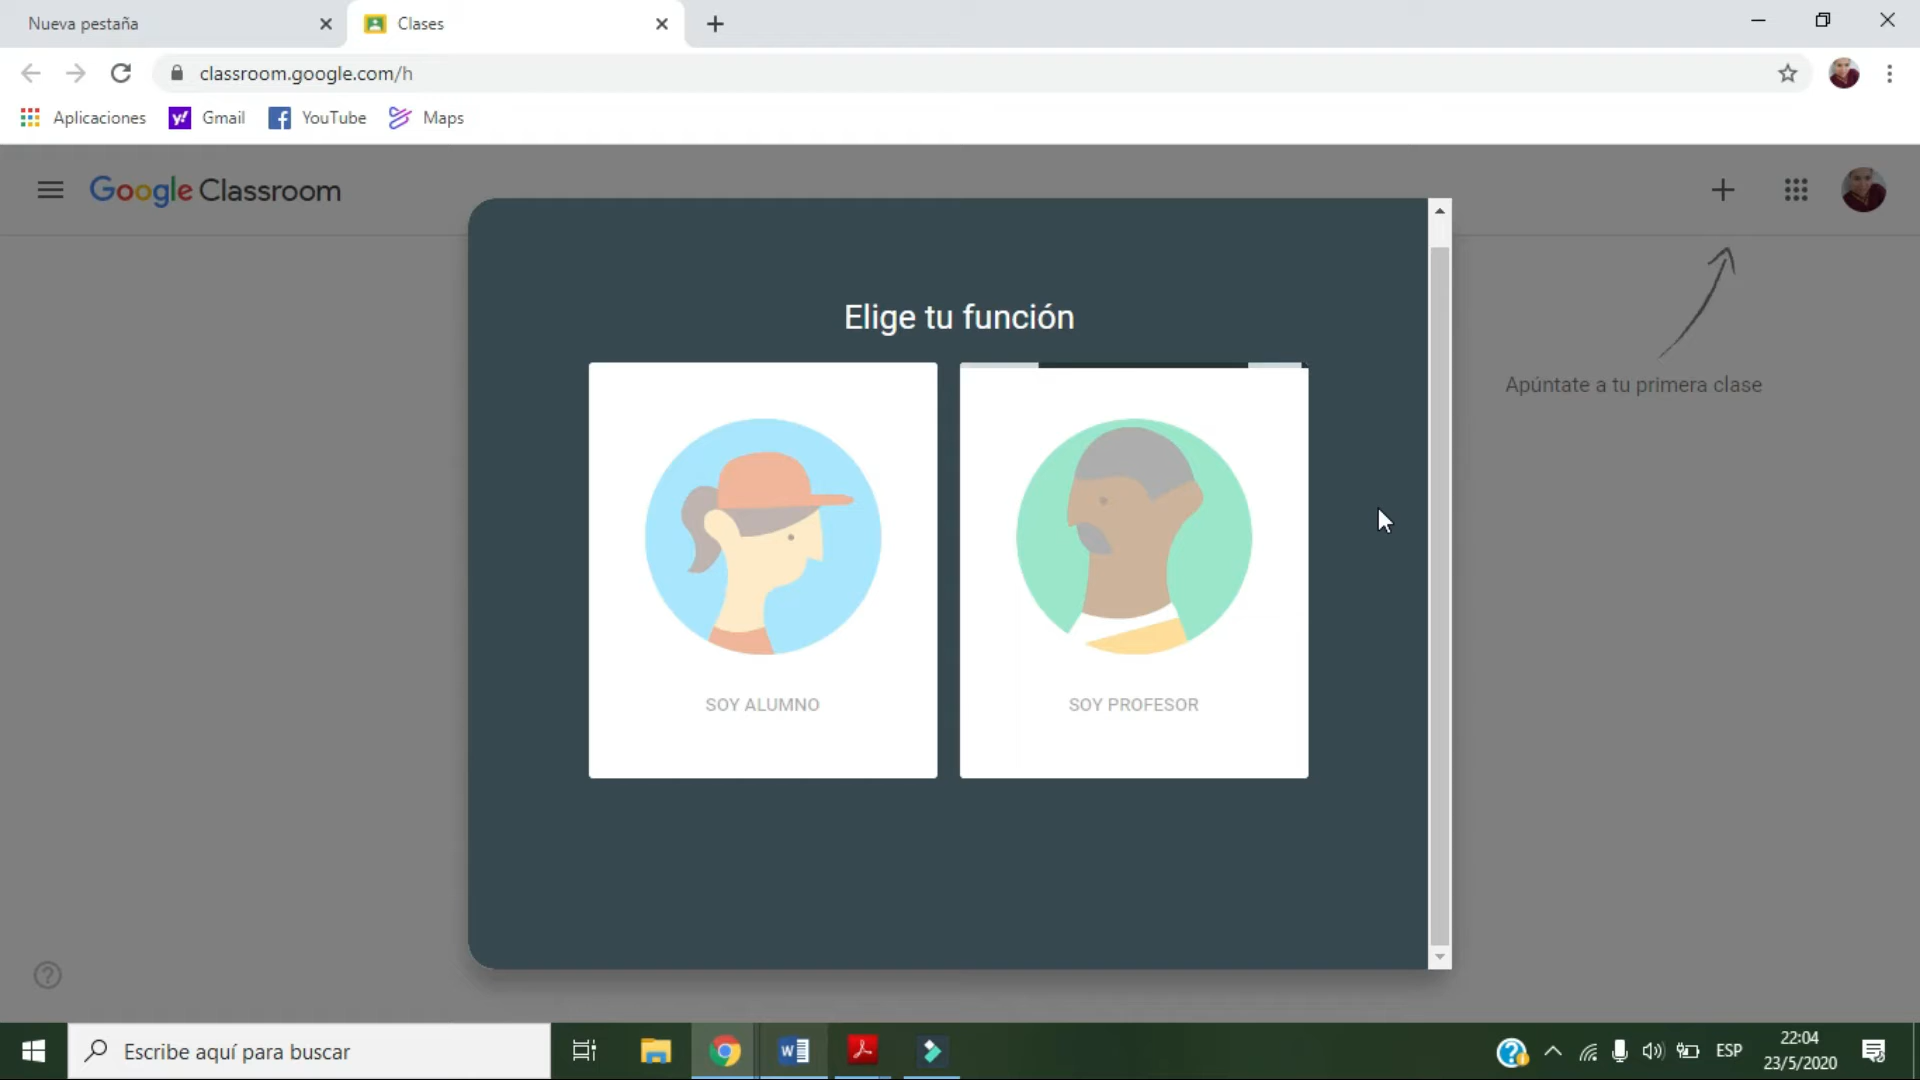 Nueva pestaña
Clases
classroom.google.com/h
Aplicaciones
Gmail
YouTube
Maps
Google Classroom
Elige tu función
Apúntate a tu primera clase
SOY ALUMNO
SOY PROFESOR
Escribe aquí para buscar
ESP
22:04
23/5/2020